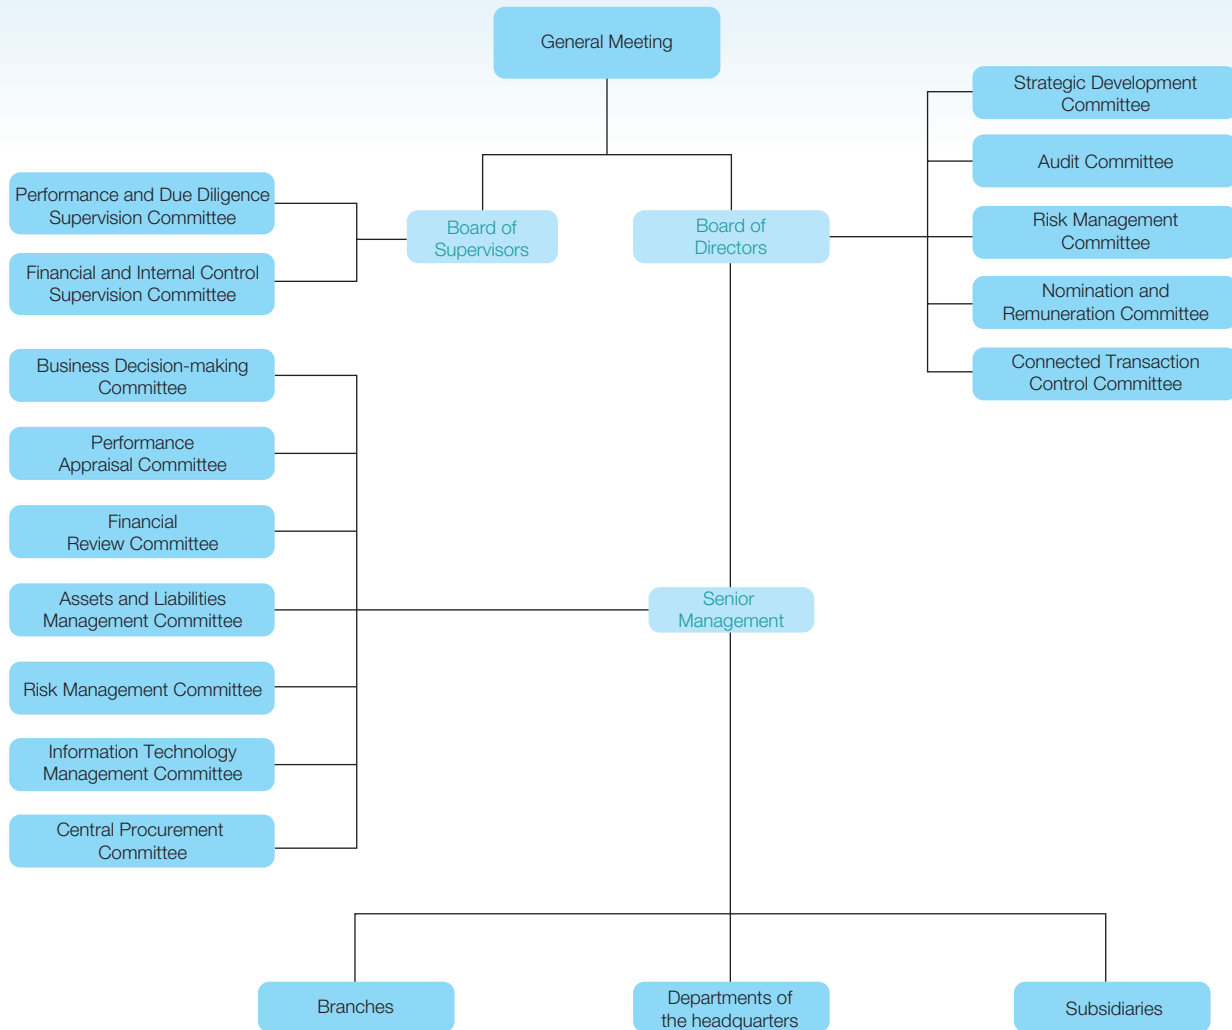 General Meeting
Strategic Development
Committee
Audit Committee
Performance and Due Diligence
Supervision Committee
Board of
Supervisors
Board of
Directors
Risk Management
Committee
Financial and Internal Control
Supervision Committee
Nomination and
Remuneration Committee
Connected Transaction
Control Committee
Business Decision-making
Committee
Performance
Appraisal Committee
Financial
Review Committee
Assets and Liabilities
Management Committee
Senior
Management
Risk Management Committee
Information Technology
Management Committee
Central Procurement
Committee
Branches
Departments of
the headquarters
Subsidiaries